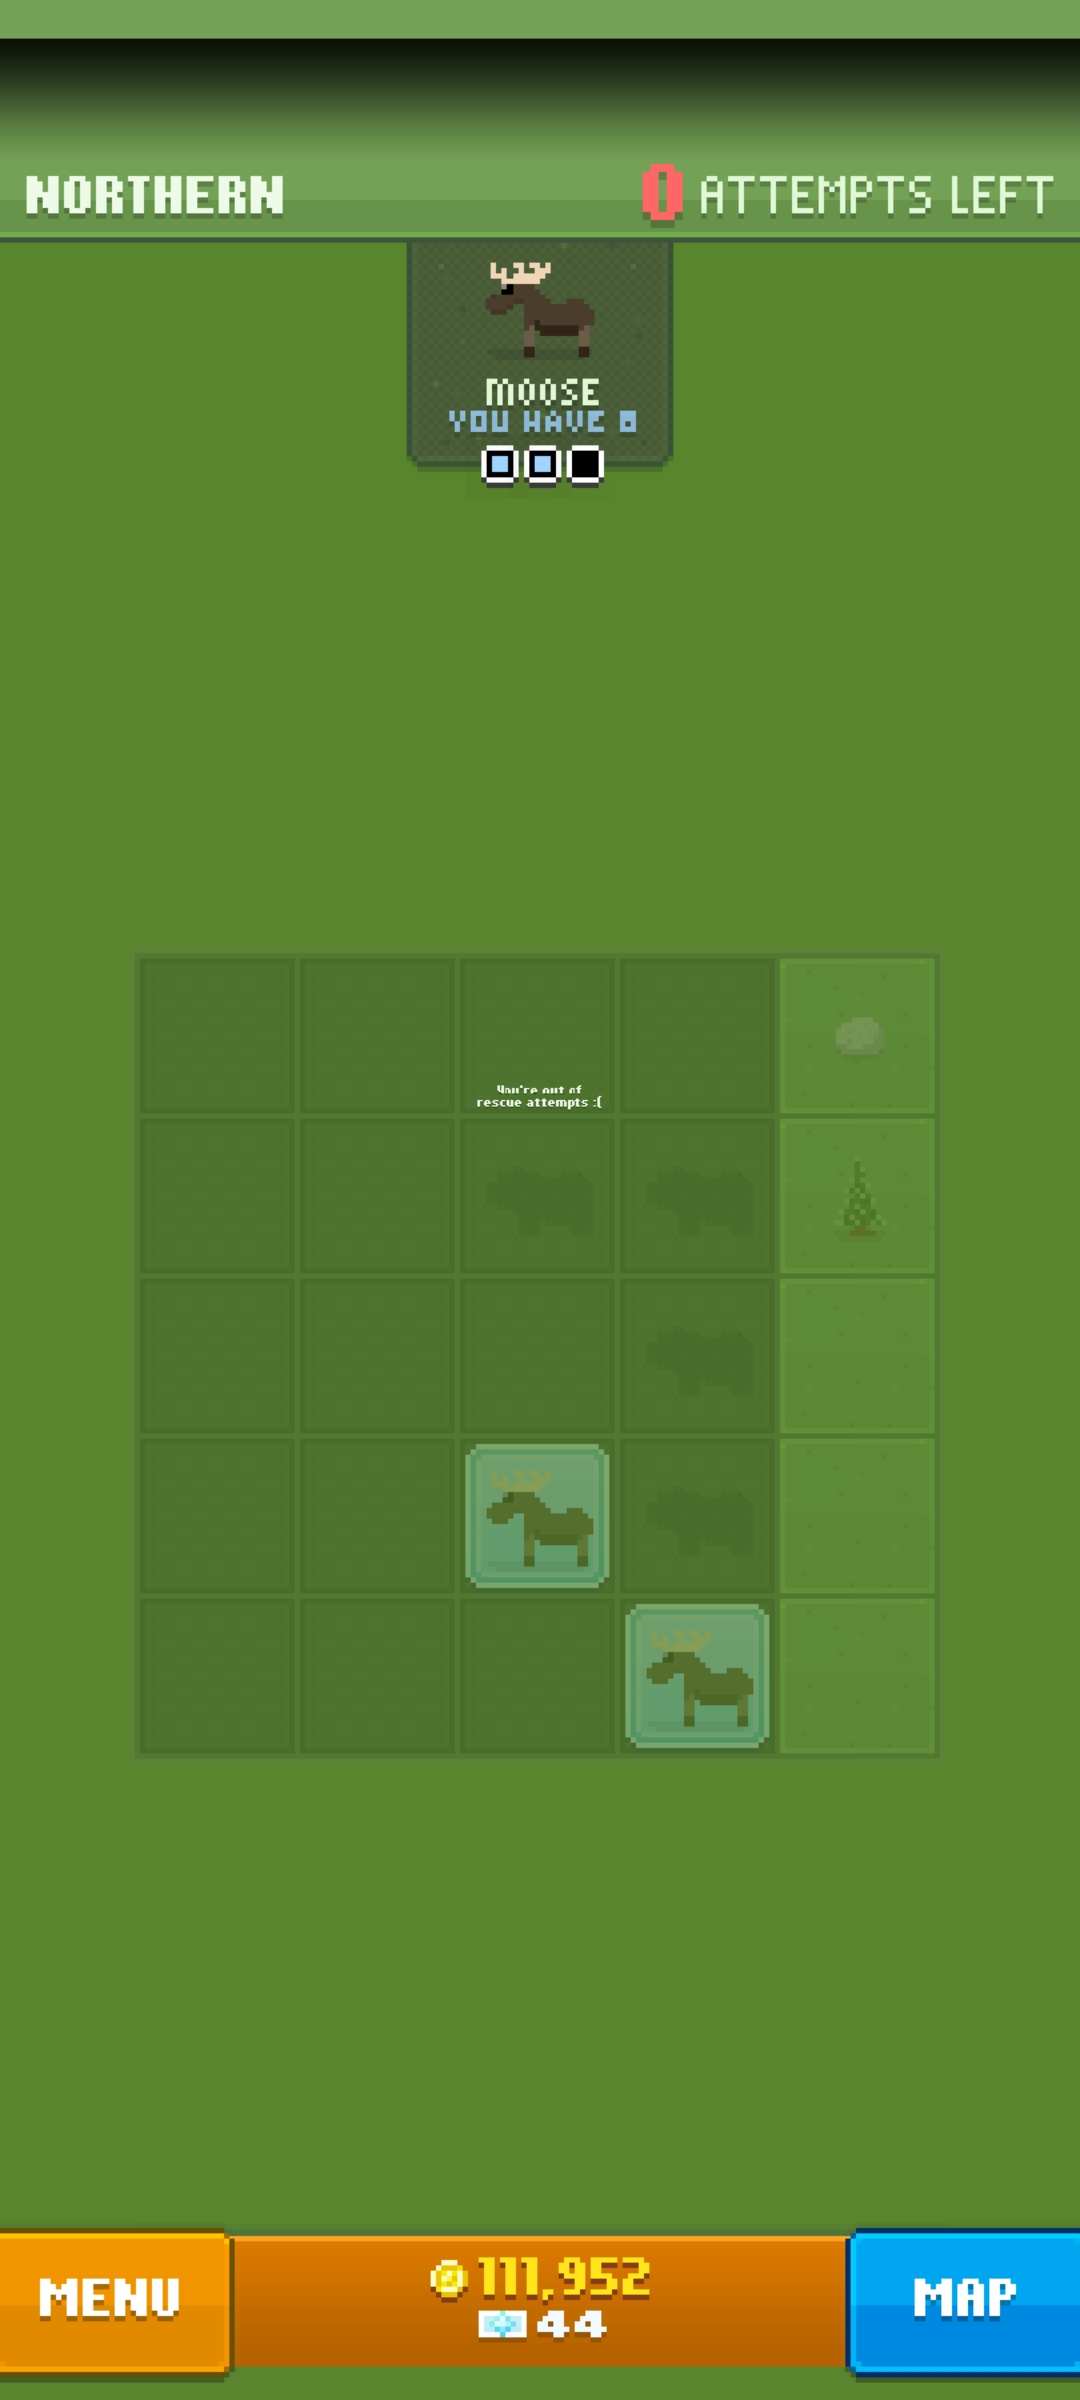 NORTHERN
0 ATTEMPTS LEFT
MOOSE
YOU HAVE 0
You're out of
rescue attempts :(
MENU
111,952
44
MAP